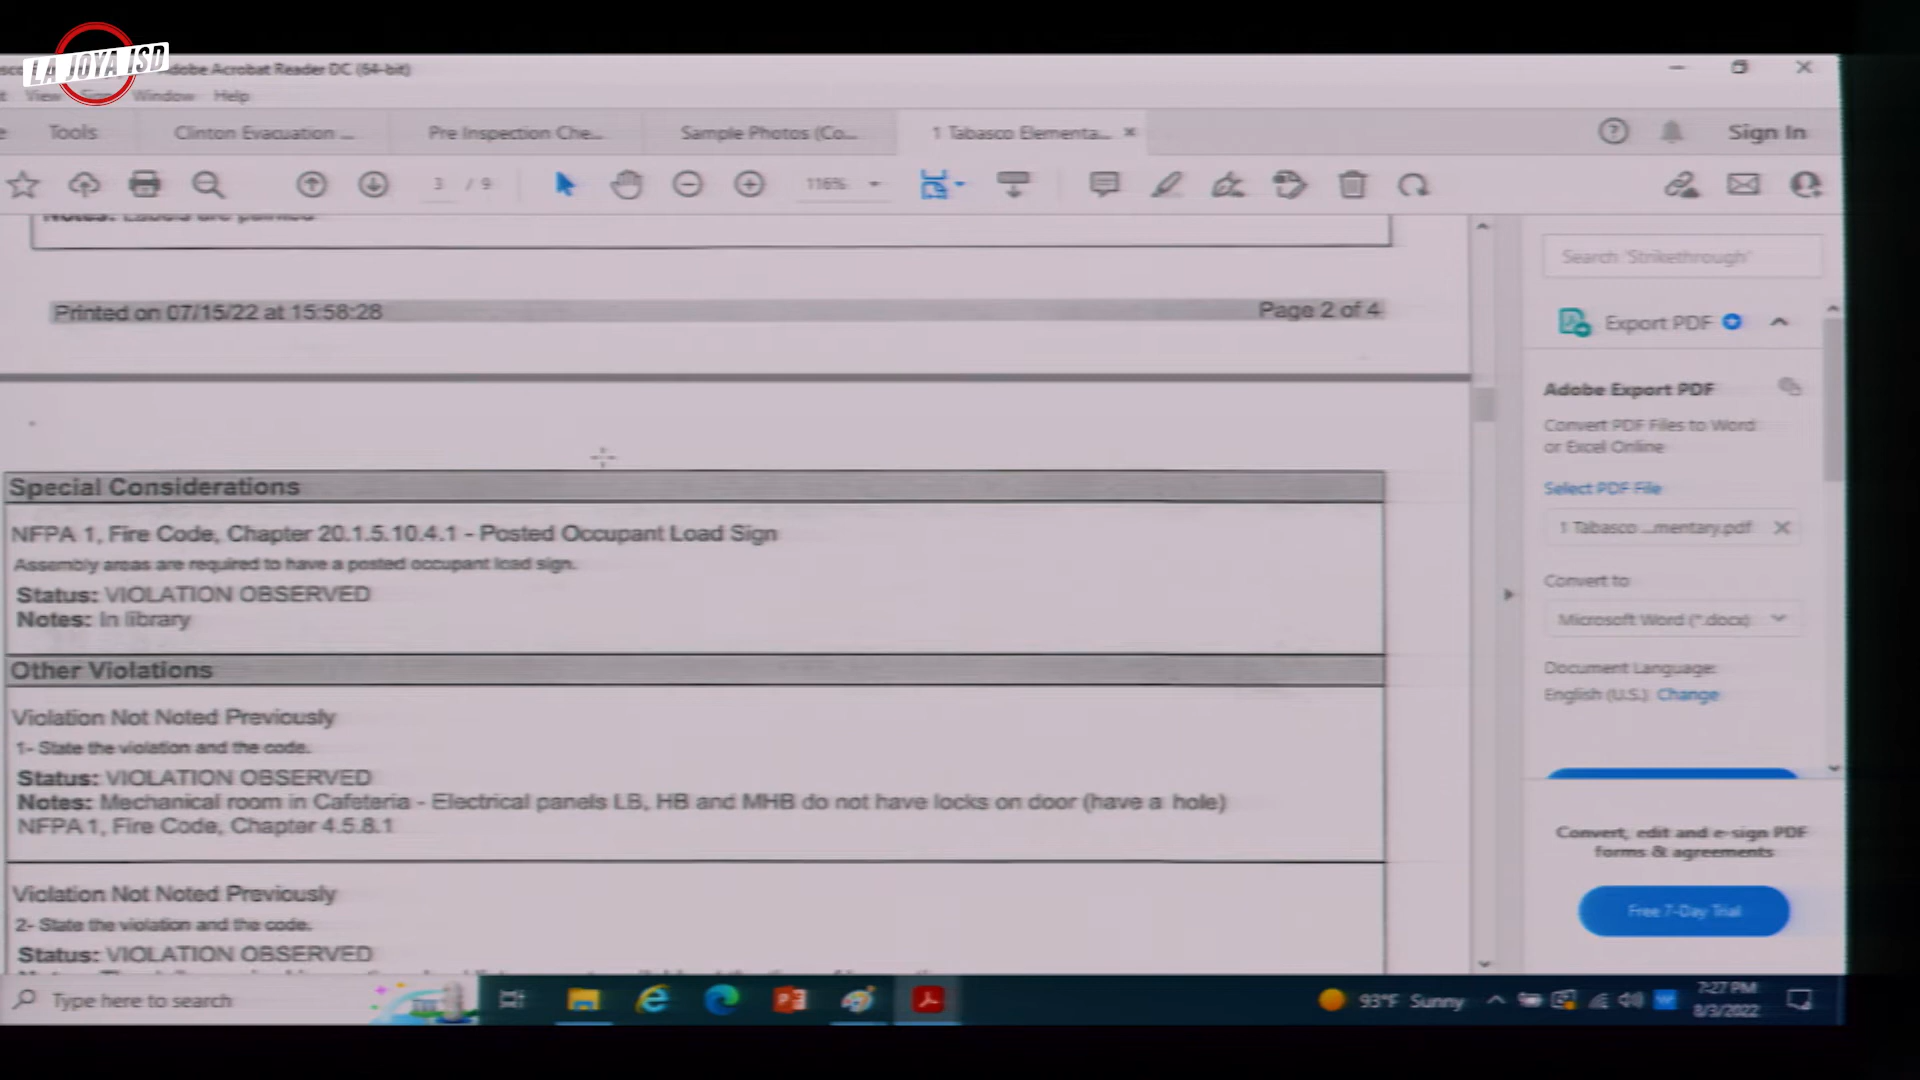 LA JOYA ISD
Adobe Acrobat Reader DC (64-bit)
View Sign Window Help
Tools Clinton Evacuation ... Pre Inspection Che... Sample Photos (Co... 1 Tabasco Elementa... ×
Sign In
3 / 9 116%
Notes: Labels are painted
Search 'Strikethrough'
Printed on 07/15/22 at 15:58:28 Page 2 of 4
Export PDF
Adobe Export PDF
Convert PDF Files to Word
or Excel Online
Select PDF File
1 Tabasco ...mentary.pdf ×
Convert to
Microsoft Word (*.docx)
Document Language:
English (U.S.) Change
Convert, edit and e-sign PDF
forms & agreements
Free 7-Day Trial
Special Considerations
NFPA 1, Fire Code, Chapter 20.1.5.10.4.1 - Posted Occupant Load Sign
Assembly areas are required to have a posted occupant load sign.
Status: VIOLATION OBSERVED
Notes: In library
Other Violations
Violation Not Noted Previously
1- State the violation and the code.
Status: VIOLATION OBSERVED
Notes: Mechanical room in Cafeteria - Electrical panels LB, HB and MHB do not have locks on door (have a hole)
NFPA 1, Fire Code, Chapter 4.5.8.1
Violation Not Noted Previously
2- State the violation and the code.
Status: VIOLATION OBSERVED
Type here to search
93°F Sunny
7:27 PM
8/3/2022